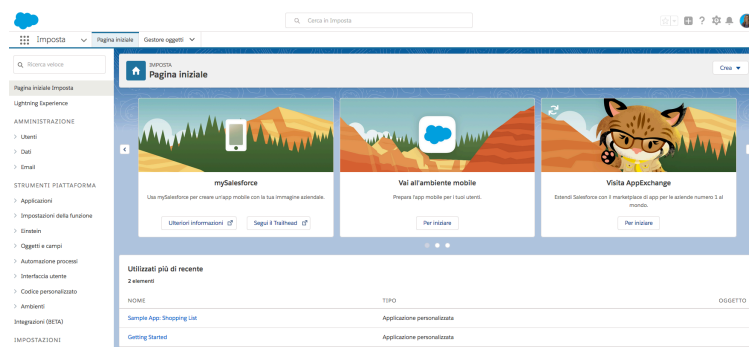 Cerca in Imposta
Imposta
Pagina iniziale
Gestore oggetti
Ricerca veloce
Pagina iniziale Imposta
Lightning Experience
AMMINISTRAZIONE
Utenti
Dati
Email
STRUMENTI PIATTAFORMA
Applicazioni
Impostazioni della funzione
Einstein
Oggetti e campi
Automazione processi
Interfaccia utente
Codice personalizzato
Ambienti
Integrazioni (BETA)
IMPOSTAZIONI
IMPOSTA
Pagina iniziale
Crea
mySalesforce
Usa mySalesforce per creare un'app mobile con la tua immagine aziendale.
Ulteriori informazioni
Segui il Trailhead
Vai all'ambiente mobile
Prepara l'app mobile per i tuoi utenti.
Per iniziare
Visita AppExchange
Estendi Salesforce con il marketplace di app per le aziende numero 1 al
mondo.
Per iniziare
Utilizzati più di recente
2 elementi
NOME TIPO OGGETTO
Sample App: Shopping List Applicazione personalizzata
Getting Started Applicazione personalizzata